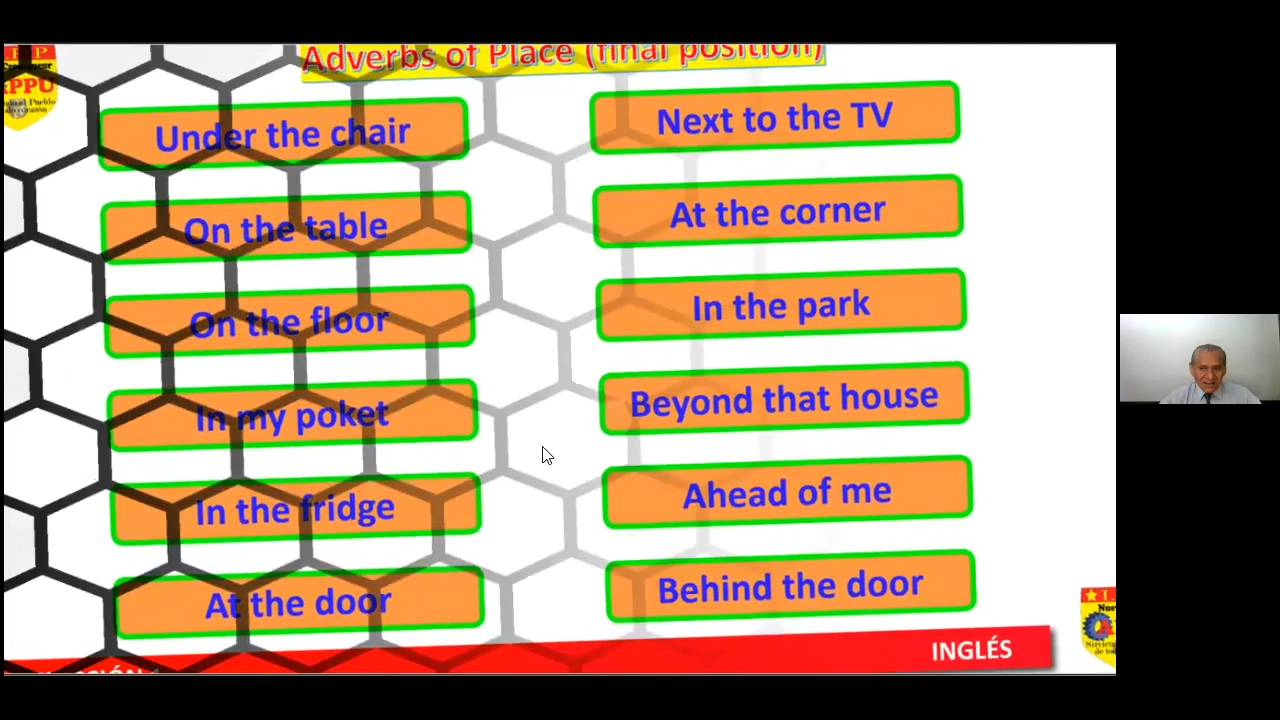 Adverbs of Place (final position)
Under the chair
On the table
On the floor
In my poket
In the fridge
At the door
Next to the TV
At the corner
In the park
Beyond that house
Ahead of me
Behind the door
INGLÉS